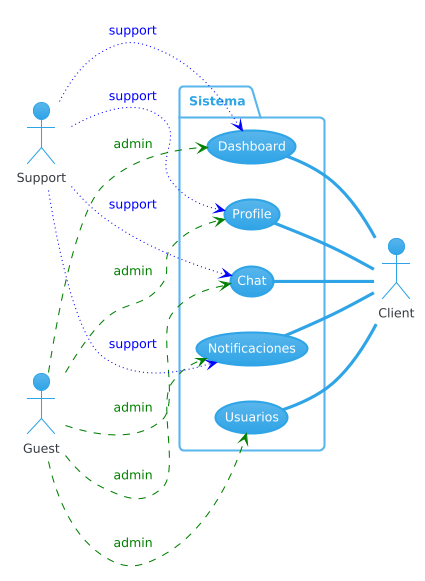 support
support
Sistema
admin
Dashboard
Support
support
Profile
admin
Chat
Client
support
Notificaciones
admin
Usuarios
Guest
admin
admin